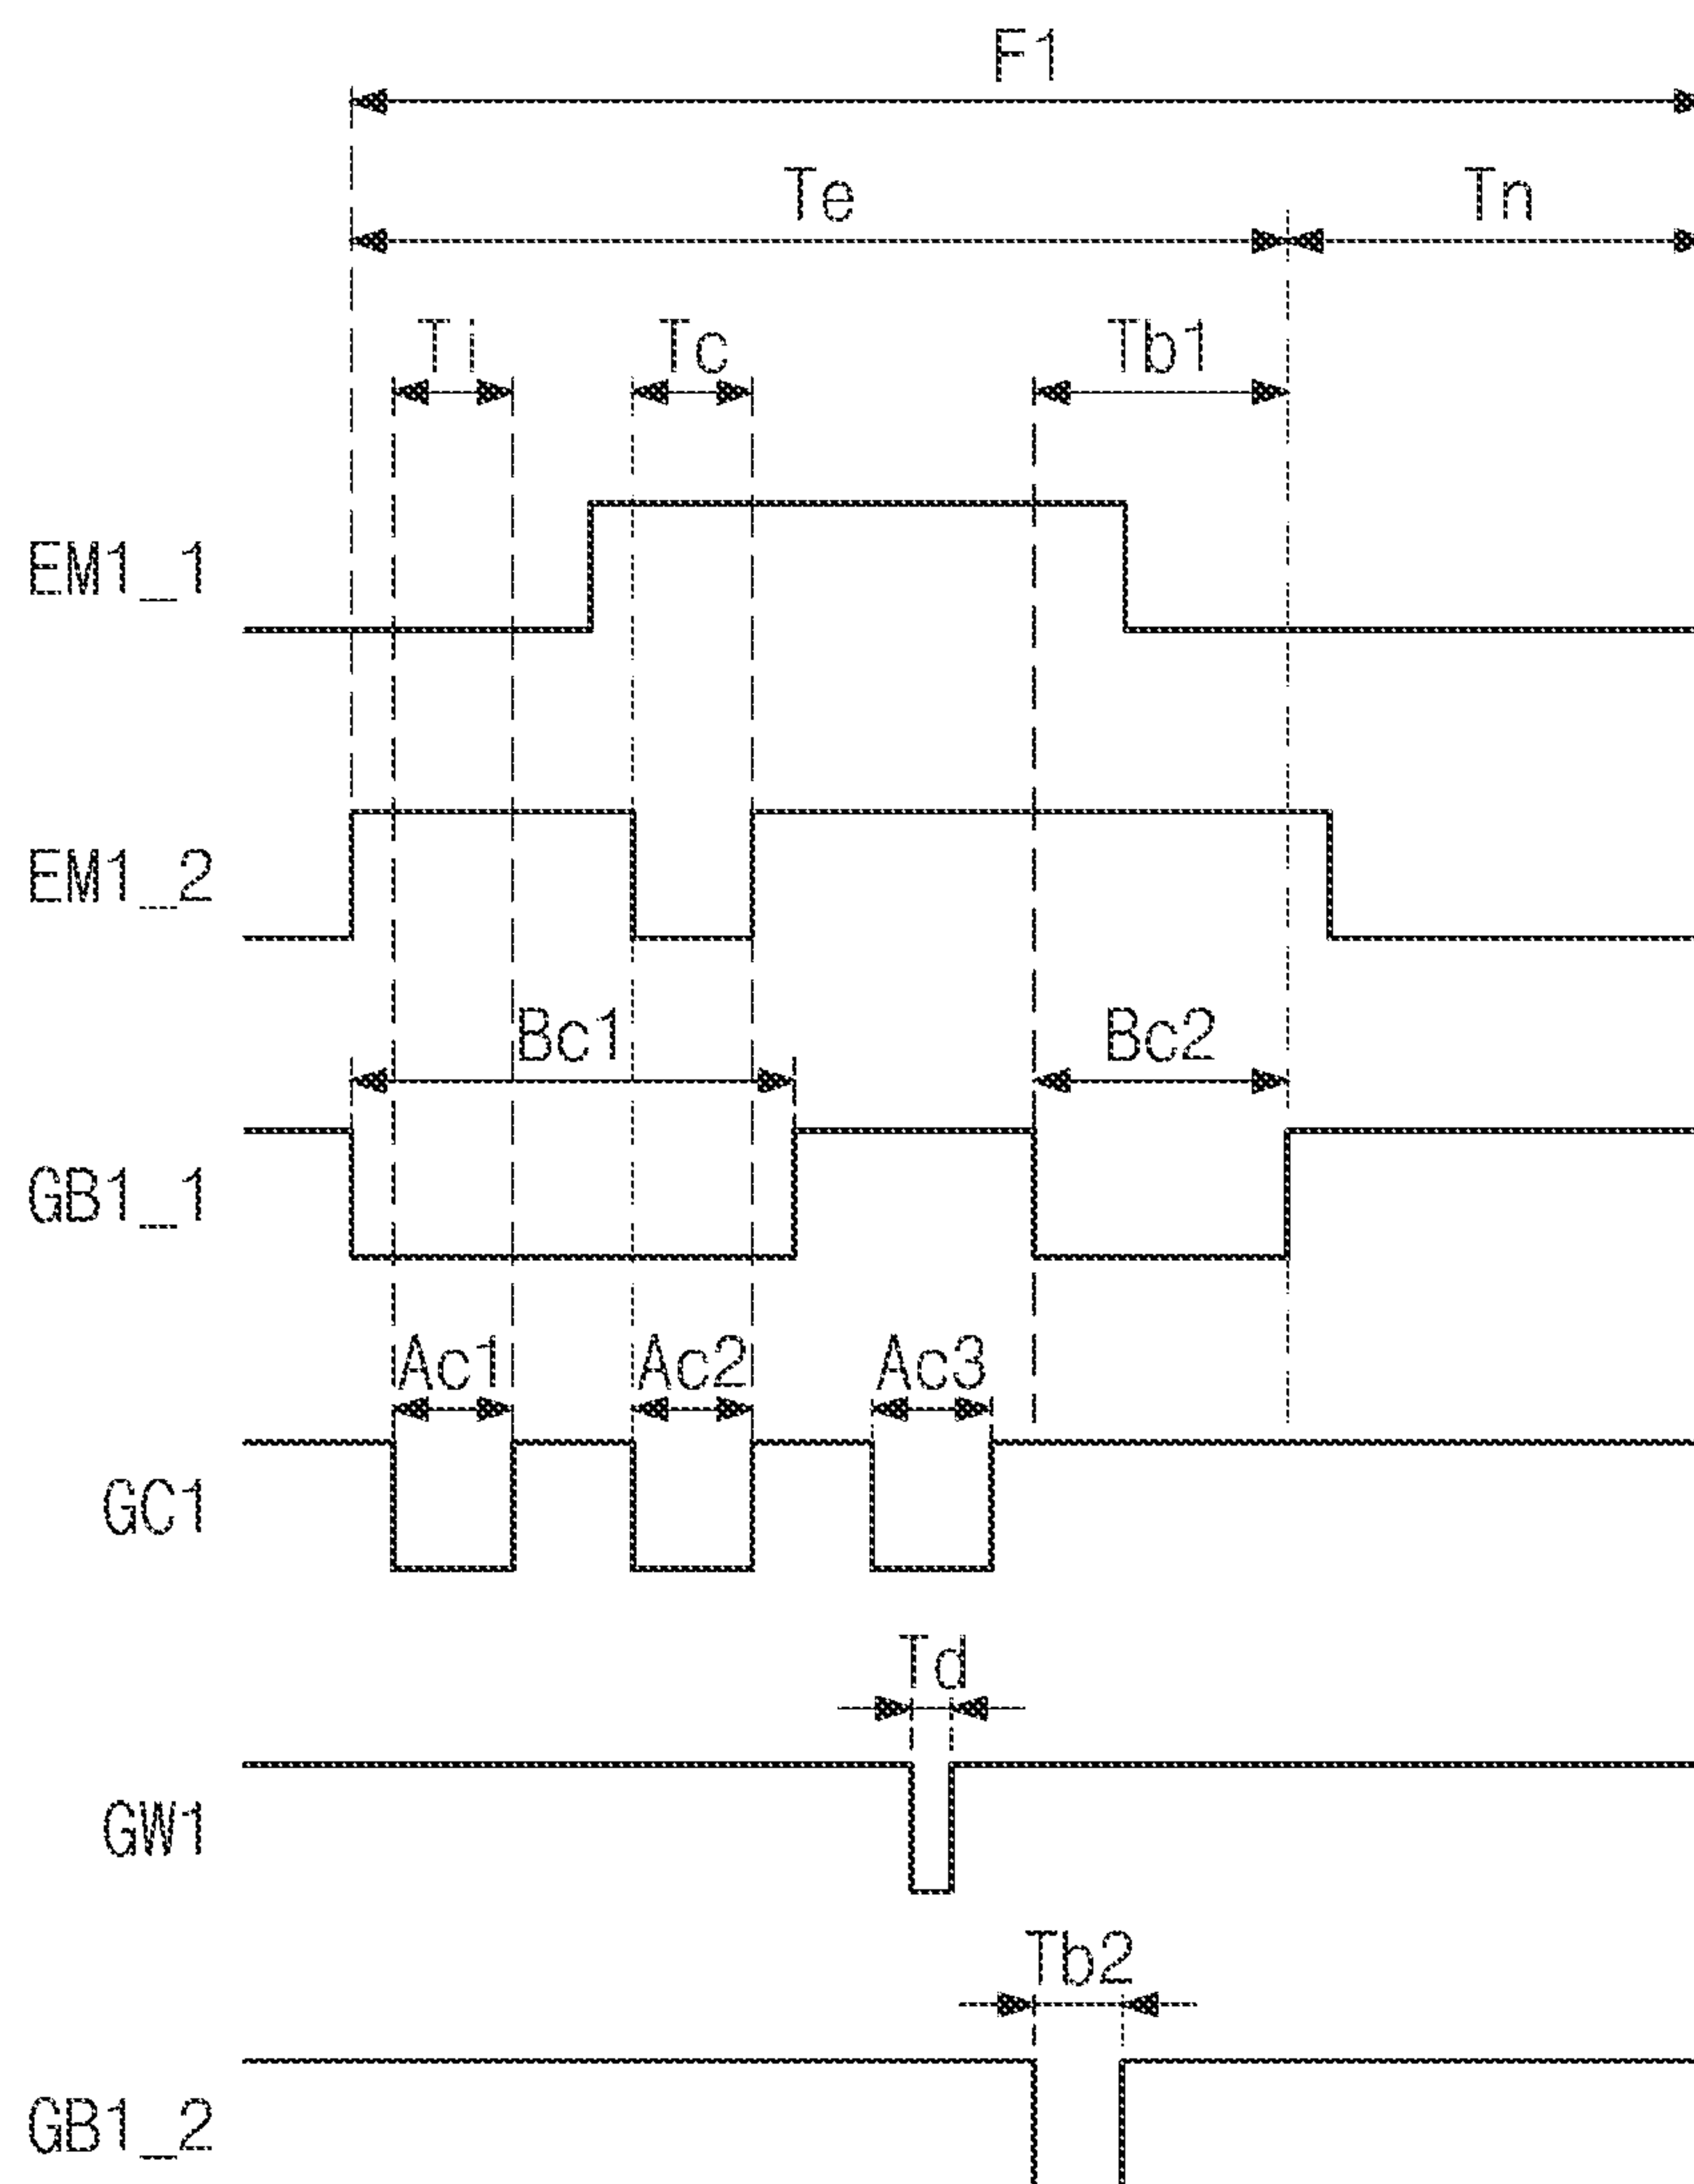 F1
Te Tn
Ti Tc Tb1
EM1_1
EM1_2
Bc1 Bc2
GB1_1
Ac1 Ac2 Ac3
GC1
Td
GW1
Tb2
GB1_2